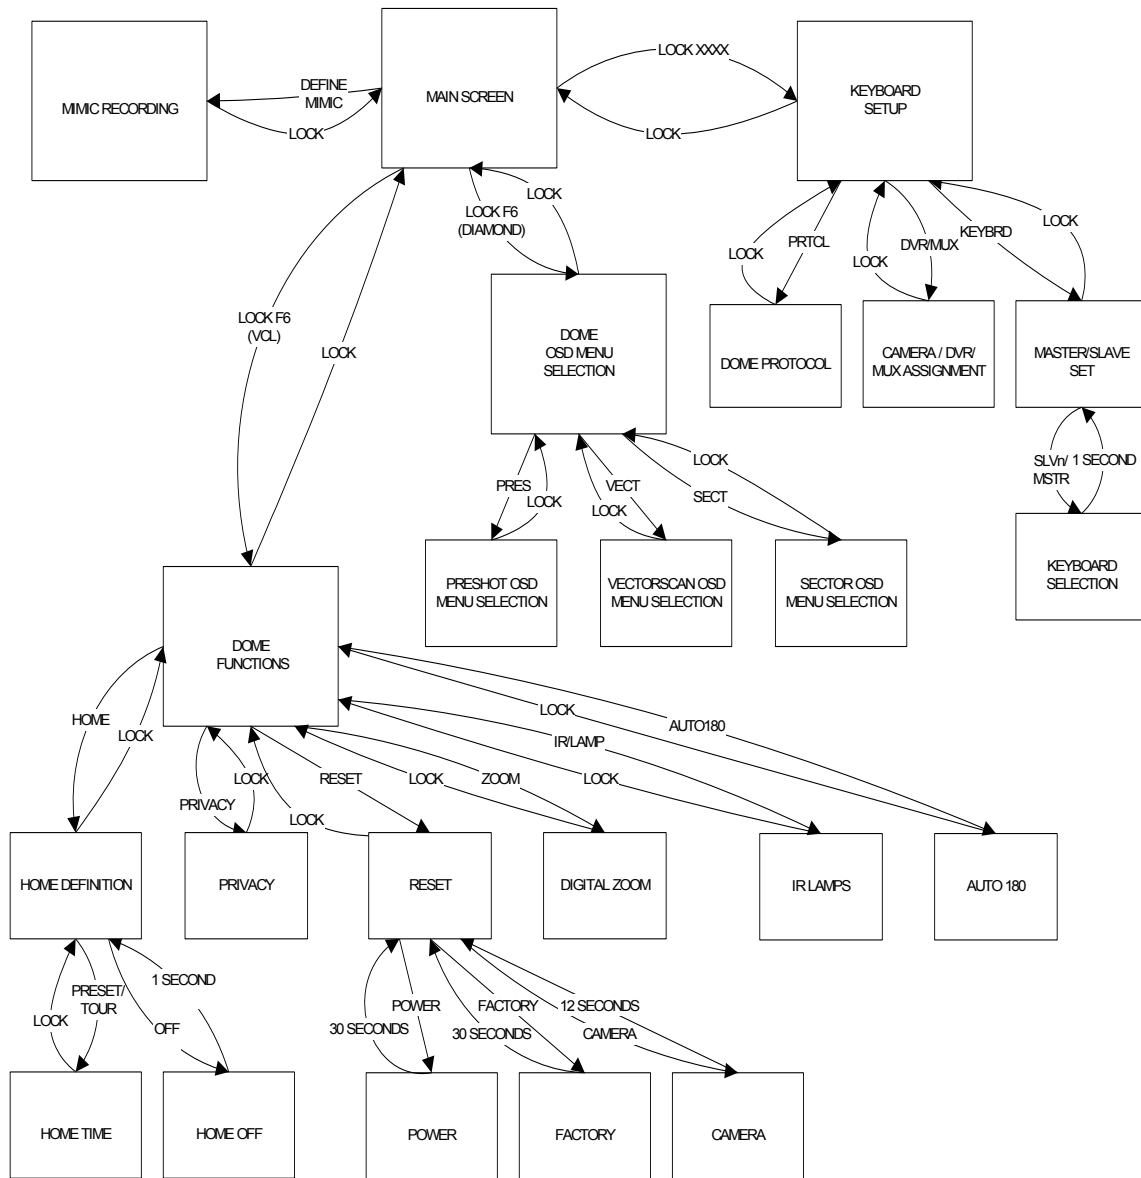 MIMIC RECORDING
DEFINE
MIMIC
LOCK
MAIN SCREEN
LOCK XXXX
LOCK
KEYBOARD
SETUP
LOCK F6
(DIAMOND)
LOCK
LOCK
PRTCL
LOCK
DVR/MUX
KEYBRD
LOCK
LOCK F6
(VCL)
LOCK
DOME
OSD MENU
SELECTION
DOME PROTOCOL
CAMERA / DVR/
MUX ASSIGNMENT
MASTER/SLAVE
SET
PRES
LOCK
VECT
LOCK
LOCK
SECT
SLVn/
MSTR
1 SECOND
PRESHOT OSD
MENU SELECTION
VECTORSCAN OSD
MENU SELECTION
SECTOR OSD
MENU SELECTION
KEYBOARD
SELECTION
DOME
FUNCTIONS
HOME
LOCK
PRIVACY
LOCK
RESET
LOCK
LOCK
ZOOM
IR/LAMP
LOCK
LOCK
AUTO180
HOME DEFINITION
PRIVACY
RESET
DIGITAL ZOOM
IR LAMPS
AUTO 180
LOCK
PRESET/
TOUR
1 SECOND
OFF
30 SECONDS
POWER
FACTORY
30 SECONDS
12 SECONDS
CAMERA
HOME TIME
HOME OFF
POWER
FACTORY
CAMERA